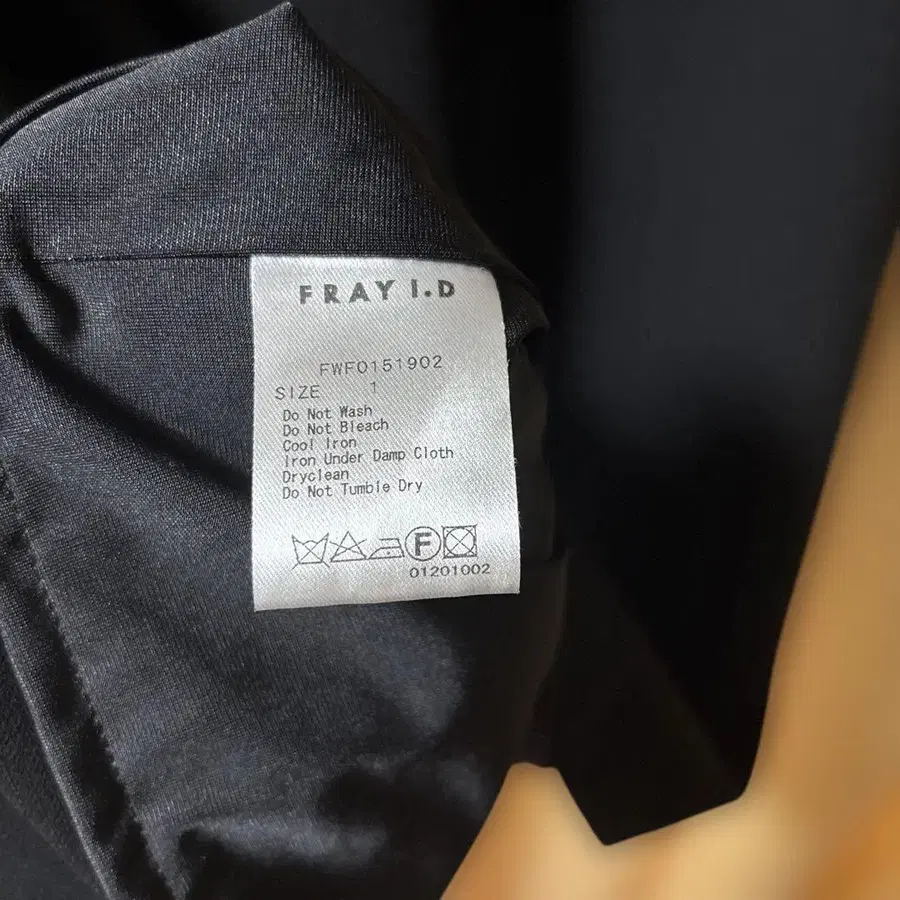 FRAY I.D
FWFO151902
SIZE 1
Do Not Wash
Do Not Bleach
Cool Iron
Iron Under Damp Cloth
Dryclean
Do Not Tumble Dry
F
01201002